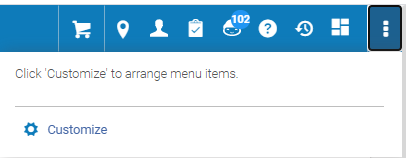 102
Click 'Customize' to arrange menu items.
Customize